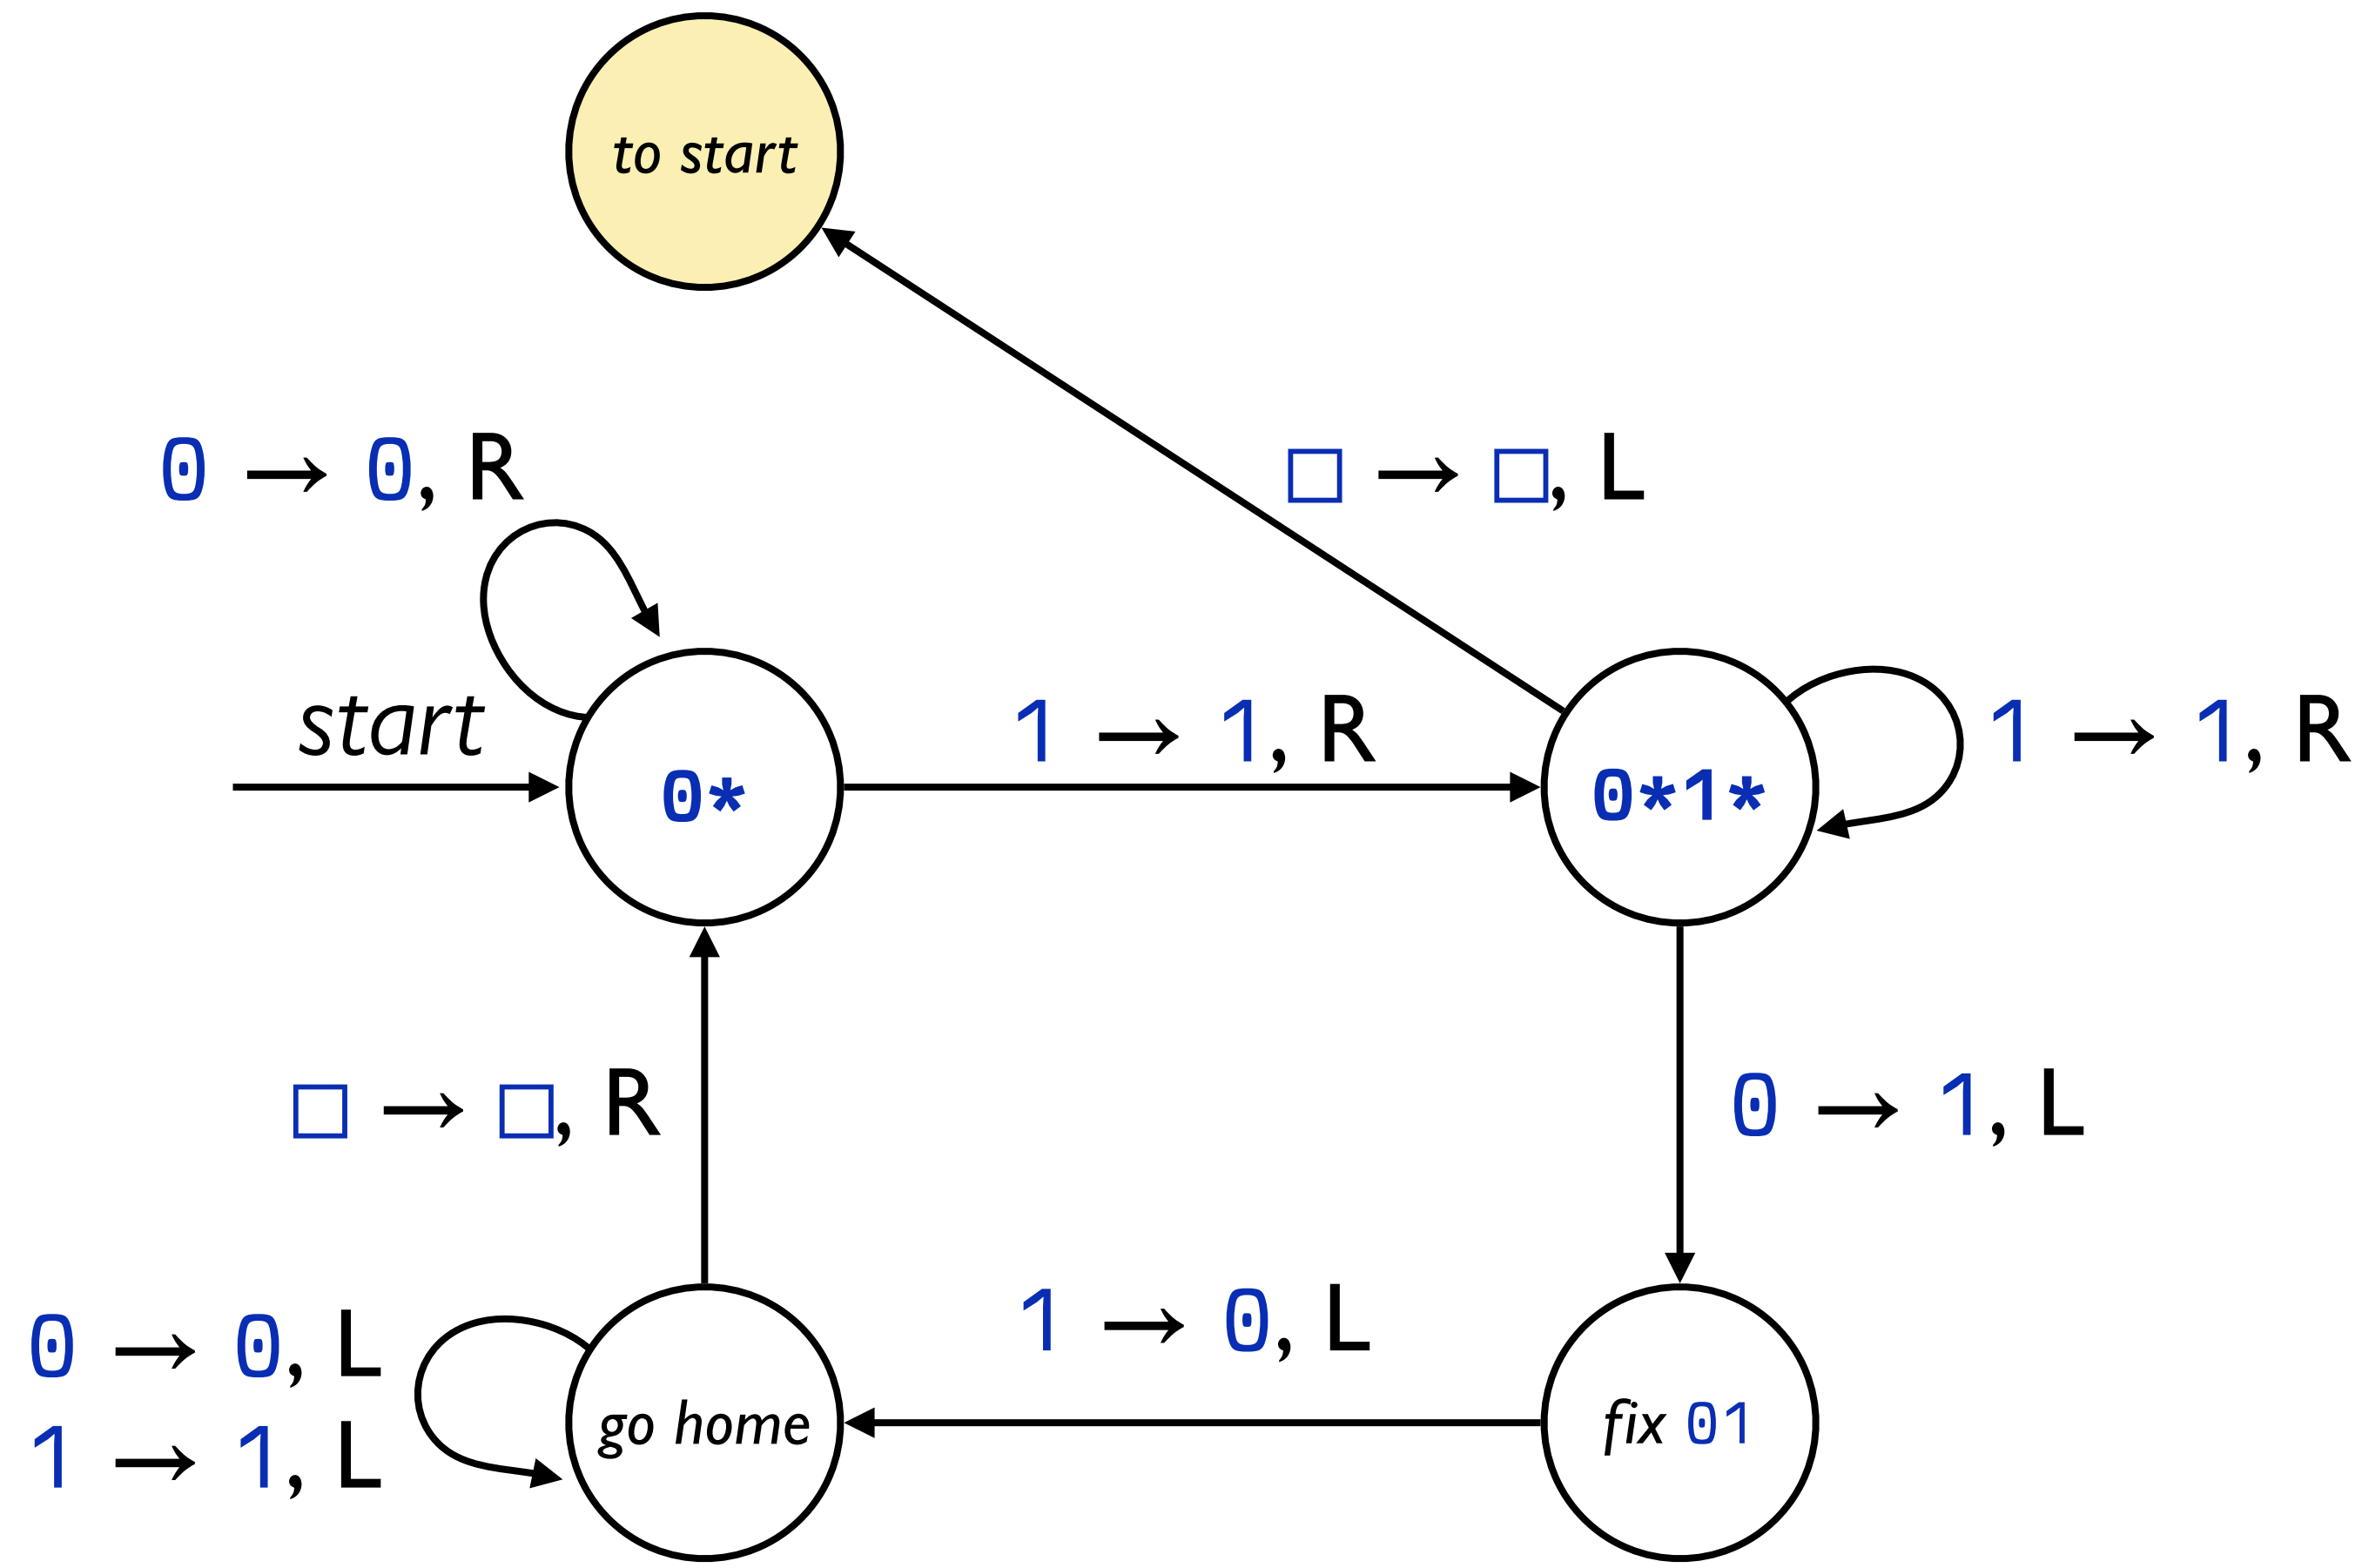 to start
0 → 0, R
□ → □, L
start
1 → 1, R
1 → 1, R
0*
0*1*
□ → □, R
0 → 1, L
1 → 0, L
0 → 0, L
1 → 1, L
go home
fix 01